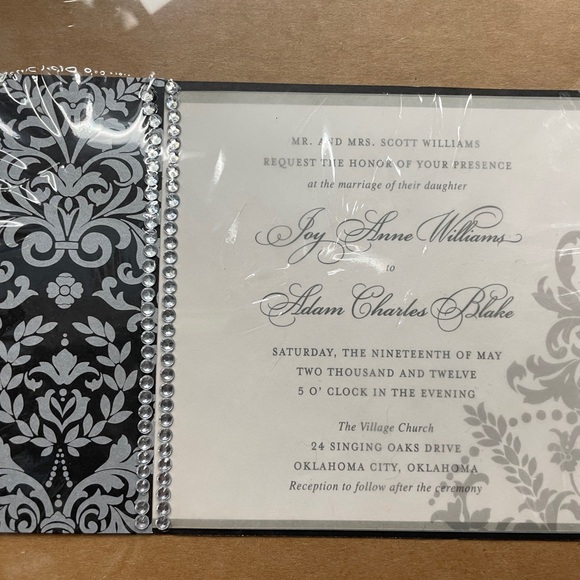 MR. AND MRS. SCOTT WILLIAMS
REQUEST THE HONOR OF YOUR PRESENCE
at the marriage of their daughter
Joy Anne Williams
to
Adam Charles Blake
SATURDAY, THE NINETEENTH OF MAY
TWO THOUSAND AND TWELVE
5 O' CLOCK IN THE EVENING
The Village Church
24 SINGING OAKS DRIVE
OKLAHOMA CITY, OKLAHOMA
Reception to follow after the ceremony